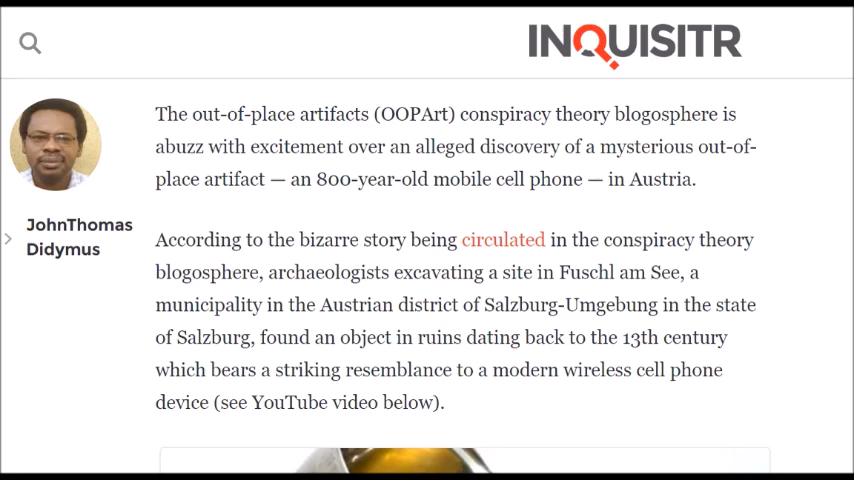 INQUISITR
JohnThomas
Didymus
The out-of-place artifacts (OOPArt) conspiracy theory blogosphere is
abuzz with excitement over an alleged discovery of a mysterious out-of-
place artifact — an 800-year-old mobile cell phone — in Austria.
According to the bizarre story being circulated in the conspiracy theory
blogosphere, archaeologists excavating a site in Fuschl am See, a
municipality in the Austrian district of Salzburg-Umgebung in the state
of Salzburg, found an object in ruins dating back to the 13th century
which bears a striking resemblance to a modern wireless cell phone
device (see YouTube video below).